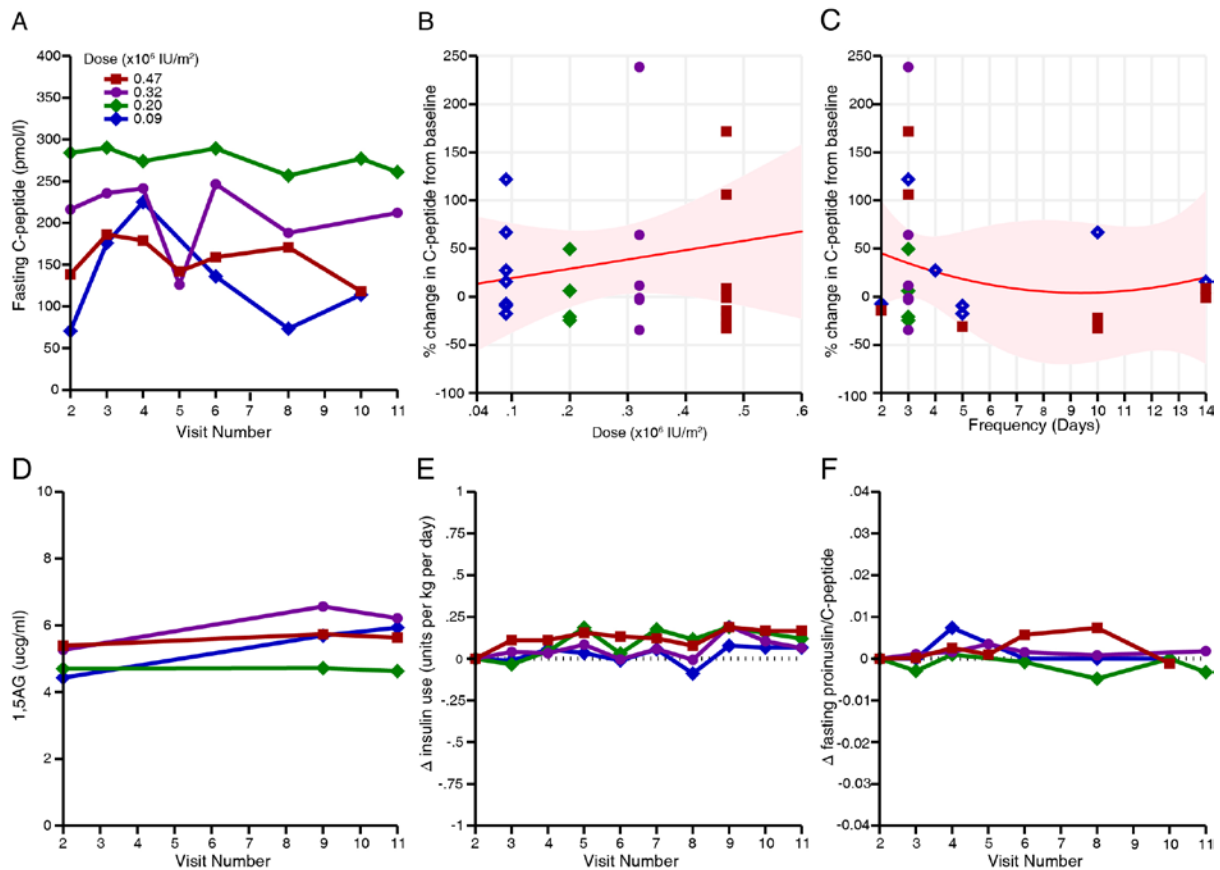 A
Dose (x10⁶ IU/m²)
0.47
0.32
0.20
0.09
400
350
300
250
200
150
100
50
0
Fasting C-peptide (pmol/l)
2 3 4 5 6 7 8 9 10 11
Visit Number
B
250
200
150
100
50
0
-50
-100
% change in C-peptide from baseline
.04 .1 .2 .3 .4 .5 .6
Dose (x10⁶ IU/m²)
C
250
200
150
100
50
0
-50
-100
% change in C-peptide from baseline
2 3 4 5 6 7 8 9 10 11 12 13 14
Frequency (Days)
D
10
8
6
4
2
0
1,5AG (ucg/ml)
2 3 4 5 6 7 8 9 10 11
Visit Number
E
1
.75
.5
.25
0
-.25
-.5
-.75
-1
Δ insulin use (units per kg per day)
2 3 4 5 6 7 8 9 10 11
Visit Number
F
.04
.03
.02
.01
0
-0.01
-0.02
-0.03
-0.04
Δ fasting proinuslin/C-peptide
2 3 4 5 6 7 8 9 10 11
Visit Number